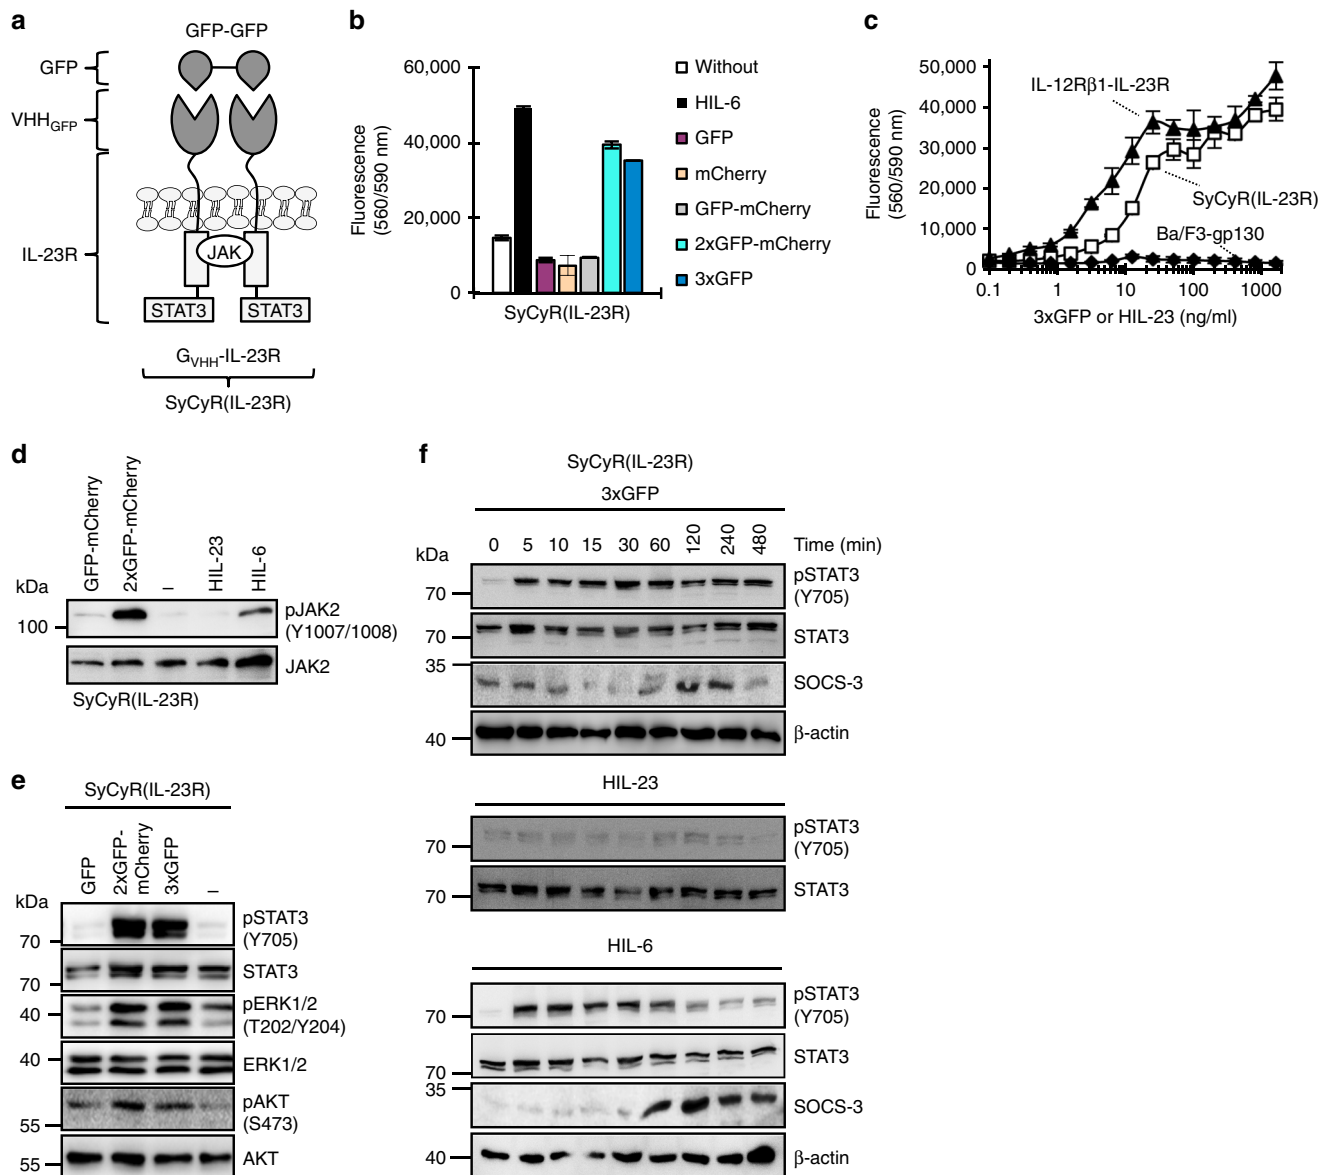 a
GFP-GFP
GFP
VHHGFP
IL-23R
JAK
STAT3
STAT3
GVHH-IL-23R
SyCyR(IL-23R)
b
Fluorescence
(560/590 nm)
60,000
40,000
20,000
0
SyCyR(IL-23R)
Without
HIL-6
GFP
mCherry
GFP-mCherry
2xGFP-mCherry
3xGFP
c
Fluorescence
(560/590 nm)
50,000
40,000
30,000
20,000
10,000
0
0.1 1 10 100 1000
3xGFP or HIL-23 (ng/ml)
IL-12Rβ1-IL-23R
SyCyR(IL-23R)
Ba/F3-gp130
d
GFP-mCherry
2xGFP-mCherry
–
HIL-23
HIL-6
kDa
100
pJAK2
(Y1007/1008)
JAK2
SyCyR(IL-23R)
e
SyCyR(IL-23R)
GFP
2xGFP-
mCherry
3xGFP
–
kDa
70
pSTAT3
(Y705)
70
STAT3
40
pERK1/2
(T202/Y204)
40
ERK1/2
55
pAKT
(S473)
55
AKT
f
SyCyR(IL-23R)
3xGFP
kDa
0 5 10 15 30 60 120 240 480 Time (min)
70
pSTAT3
(Y705)
70
STAT3
35
SOCS-3
40
β-actin
HIL-23
70
pSTAT3
(Y705)
70
STAT3
HIL-6
70
pSTAT3
(Y705)
70
STAT3
35
SOCS-3
40
β-actin